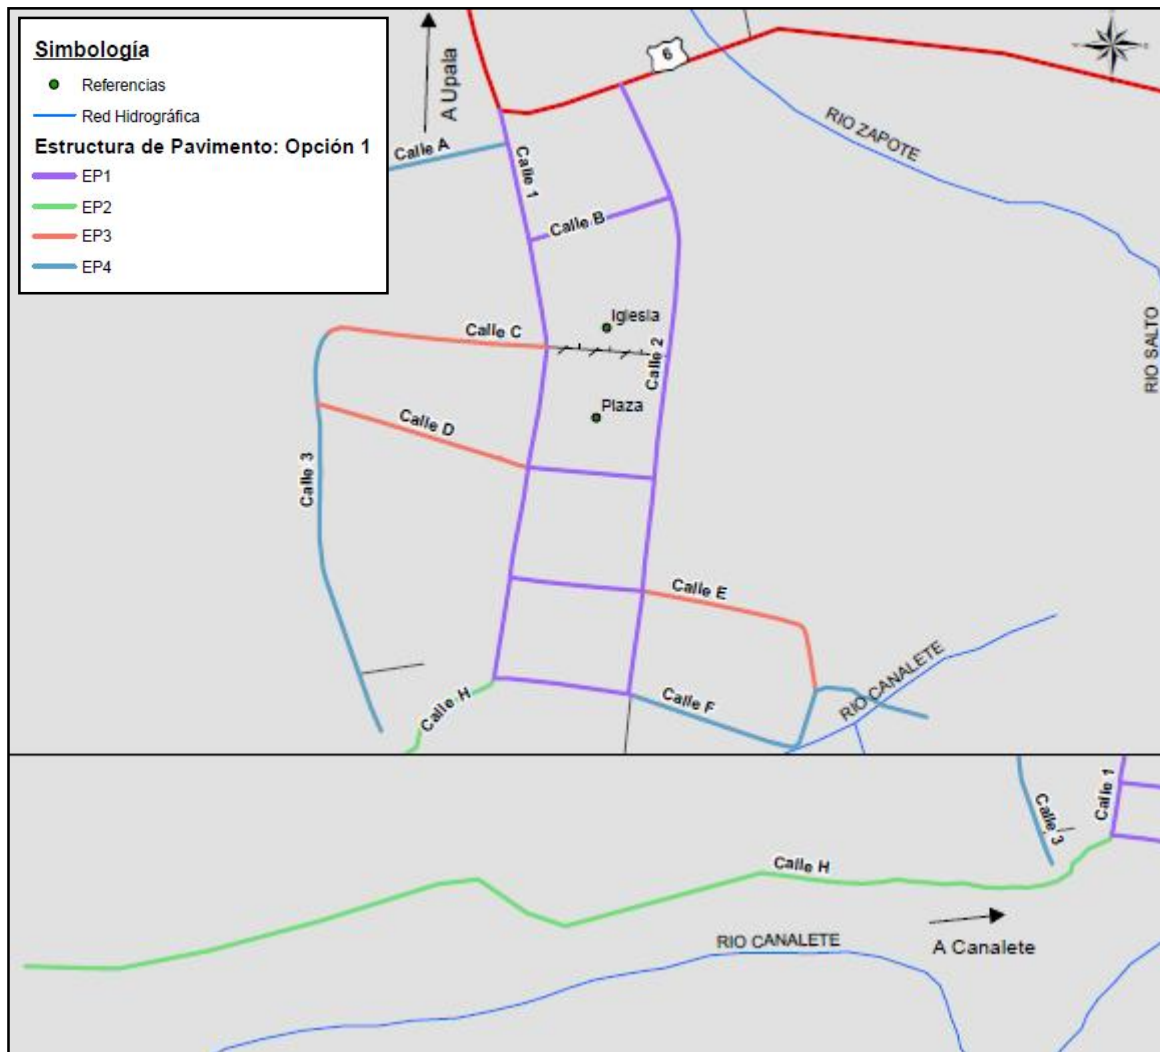 Simbología
Referencias
Red Hidrográfica
Estructura de Pavimento: Opción 1
EP1
EP2
EP3
EP4
A Upala
6
Calle A
Calle 1
Calle B
RIO ZAPOTE
RIO SALTO
Iglesia
Calle C
Calle 2
Plaza
Calle D
Calle 3
Calle E
Calle H
Calle F
RIO CANALETE
Calle 1
Calle 3
Calle H
RIO CANALETE
A Canalete